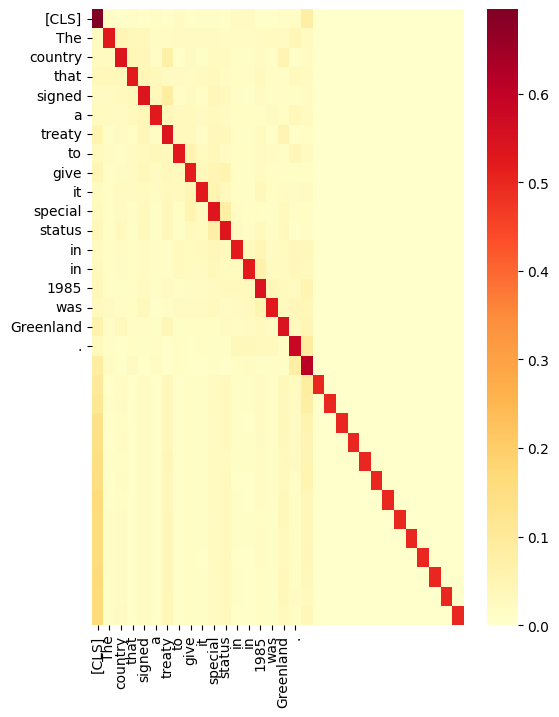 [CLS]
The
country
that
signed
a
treaty
to
give
it
special
status
in
in
1985
was
Greenland
.
0.6
0.5
0.4
0.3
0.2
0.1
0.0
[CLS]
The
country
that
signed
a
treaty
to
give
it
special
status
in
in
1985
was
Greenland
.